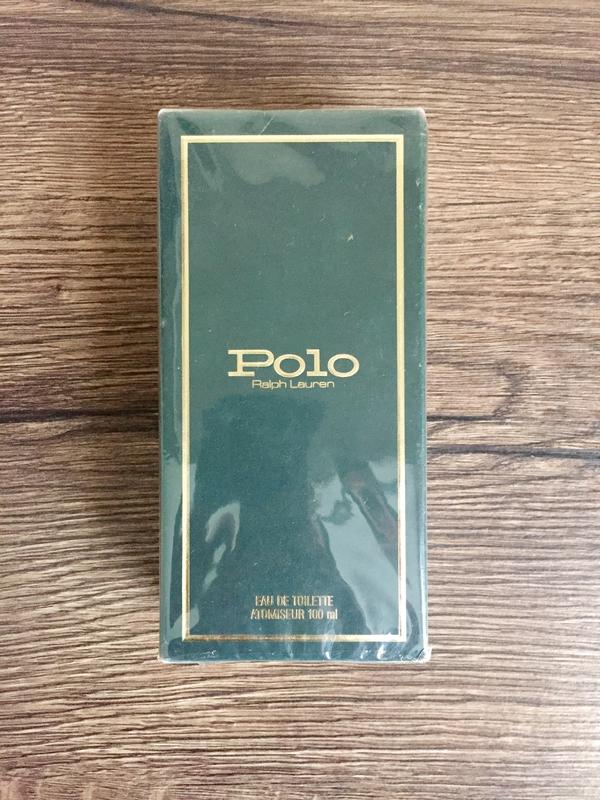 Polo
Ralph Lauren
EAU DE TOILETTE
ATOMISEUR 100 ml